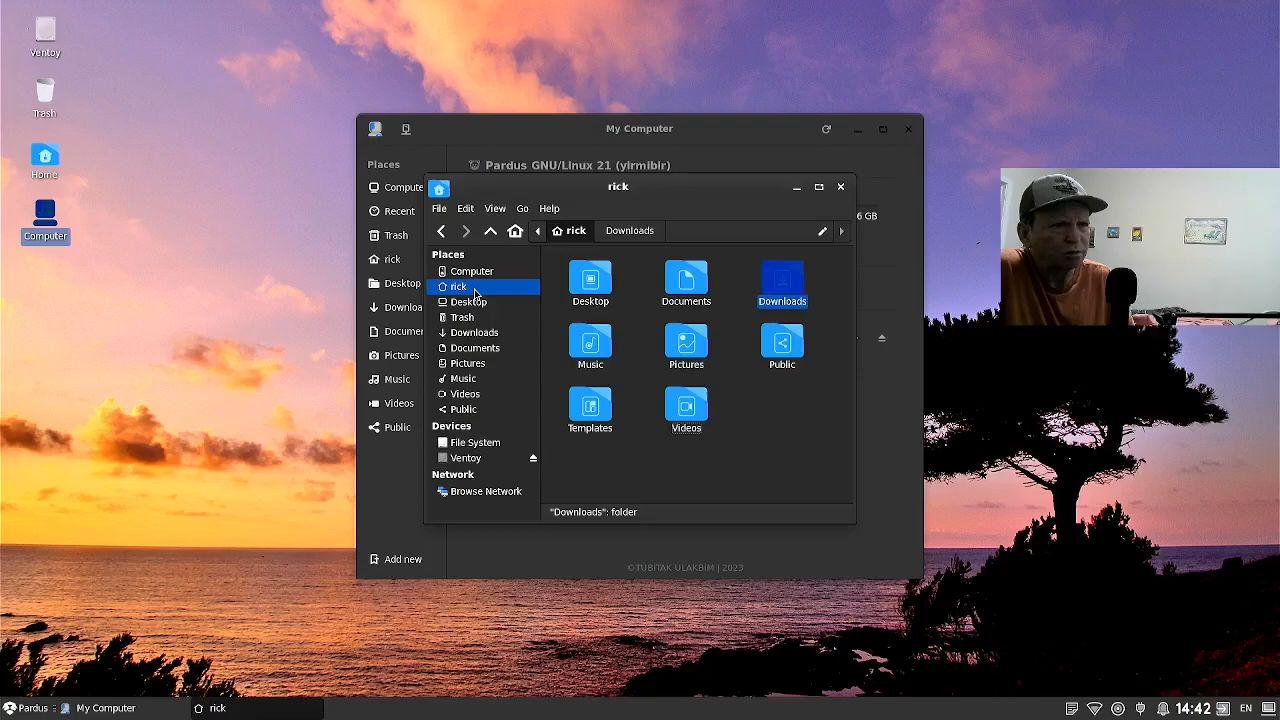 Ventoy
Trash
Home
Computer
My Computer
Places
Compute
Recent
Trash
rick
Desktop
Downloa
Docume
Pictures
Music
Videos
Public
Add new
Pardus GNU/Linux 21 (yirmibir)
6 GB
©TÜBİTAK ULAKBİM | 2023
rick
File Edit View Go Help
rick Downloads
Places
Computer
rick
Desktop
Trash
Downloads
Documents
Pictures
Music
Videos
Public
Devices
File System
Ventoy
Network
Browse Network
Desktop Documents Downloads
Music Pictures Public
Templates Videos
"Downloads": folder
Pardus My Computer rick 14:42 EN